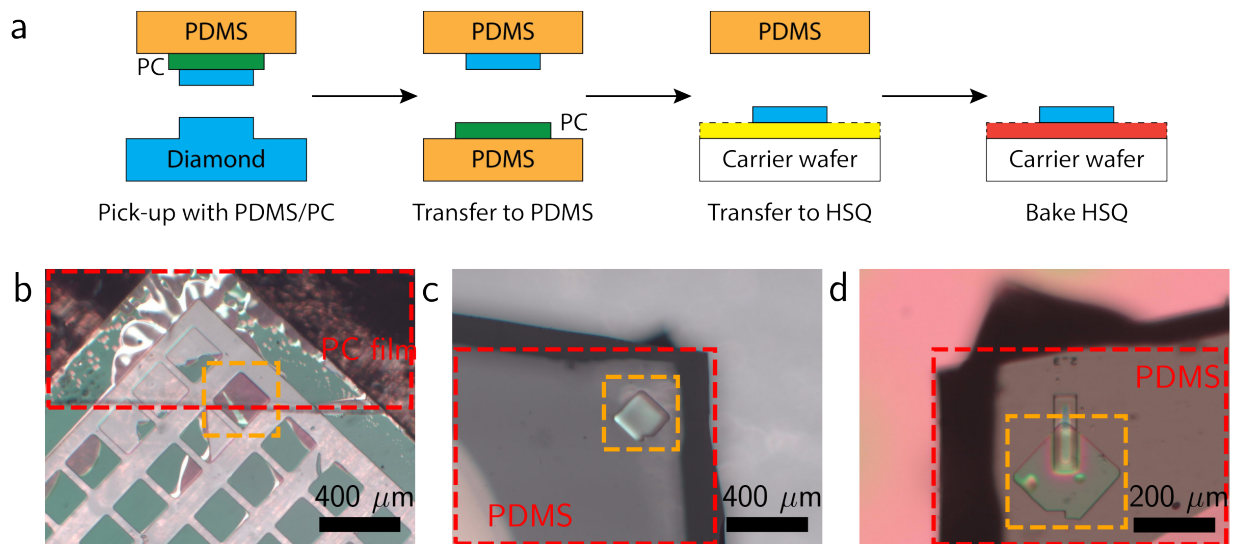 a
PDMS
PDMS
PDMS
PC
PC
Diamond
PDMS
Carrier wafer
Carrier wafer
Pick-up with PDMS/PC
Transfer to PDMS
Transfer to HSQ
Bake HSQ
b
PC film
400 μm
c
PDMS
400 μm
d
PDMS
200 μm